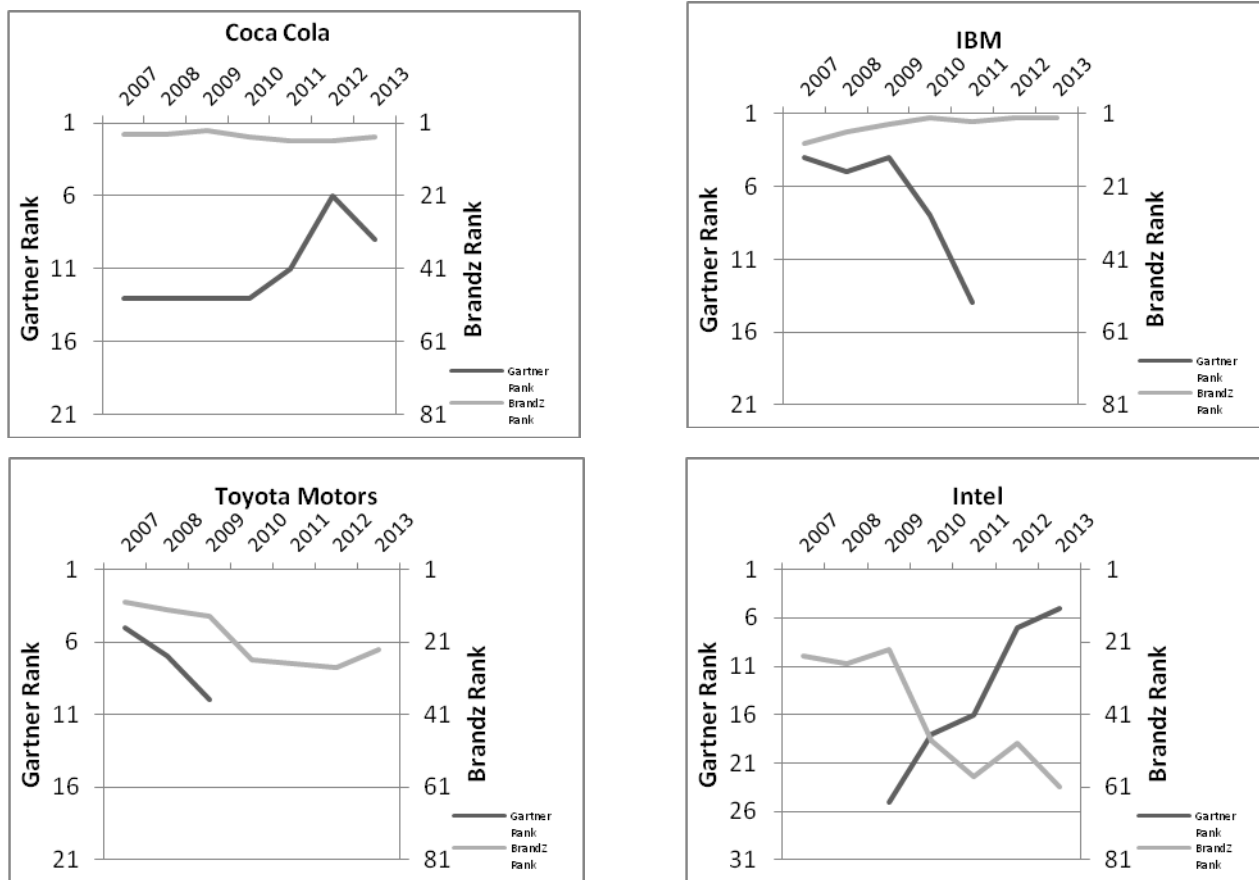 Coca Cola
2007 2008 2009 2010 2011 2012 2013
1 1
6 21
11 41
16 61
21 81
Gartner Rank
Brandz Rank
Gartner
Rank
BrandZ
Rank
IBM
2007 2008 2009 2010 2011 2012 2013
1 1
6 21
11 41
16 61
21 81
Gartner Rank
Brandz Rank
Gartner
Rank
BrandZ
Rank
Toyota Motors
2007 2008 2009 2010 2011 2012 2013
1 1
6 21
11 41
16 61
21 81
Gartner Rank
Brandz Rank
Gartner
Rank
BrandZ
Rank
Intel
2007 2008 2009 2010 2011 2012 2013
1 1
6 21
11
16 41
21
26 61
31 81
Gartner Rank
Brandz Rank
Gartner
Rank
BrandZ
Rank